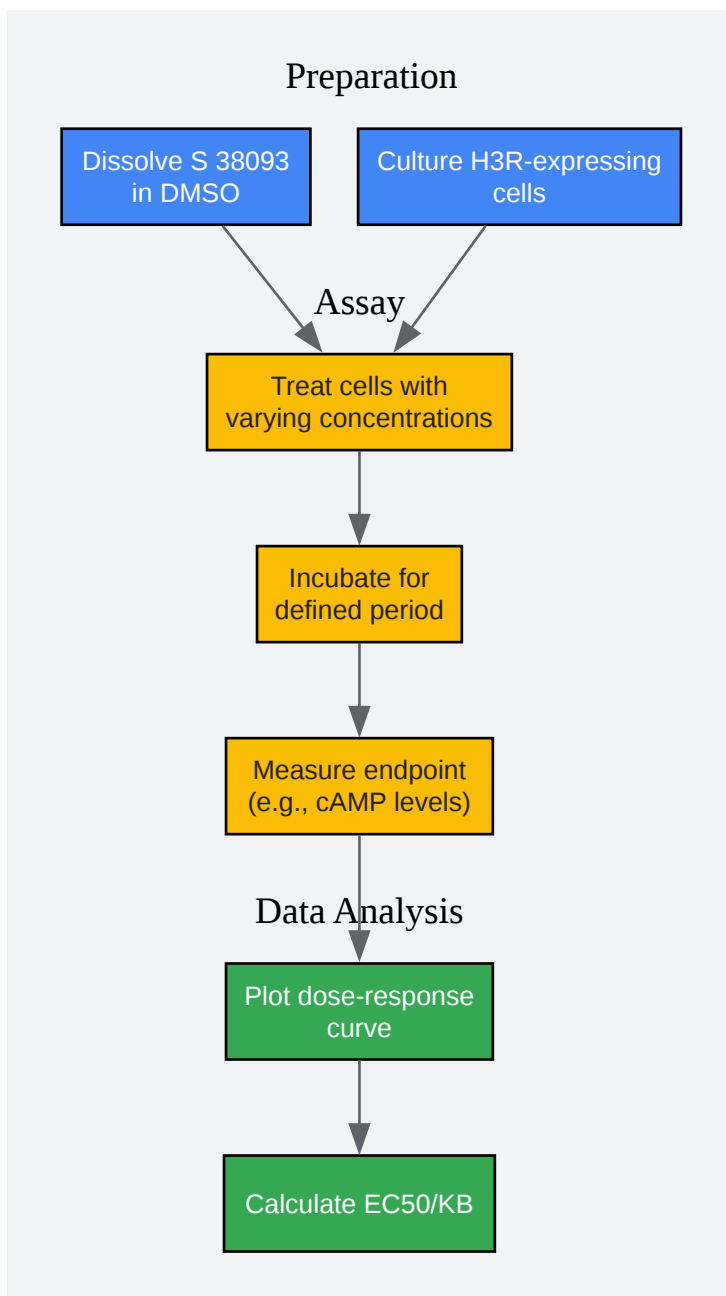 Preparation
Dissolve S 38093
in DMSO
Culture H3R-expressing
cells
Assay
Treat cells with
varying concentrations
Incubate for
defined period
Measure endpoint
(e.g., cAMP levels)
Data Analysis
Plot dose-response
curve
Calculate EC50/KB